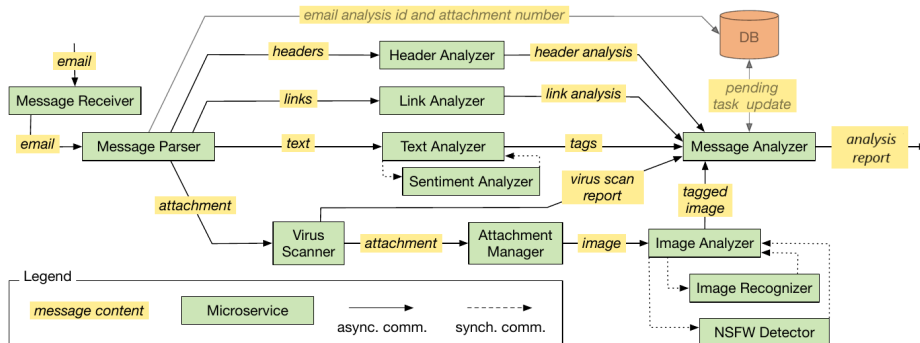 email analysis id and attachment number
DB
email
headers
Header Analyzer
header analysis
Message Receiver
links
Link Analyzer
link analysis
pending
task update
email
Message Parser
text
Text Analyzer
tags
Message Analyzer
analysis
report
Sentiment Analyzer
virus scan
report
tagged
image
attachment
Virus
Scanner
attachment
Attachment
Manager
image
Image Analyzer
Image Recognizer
NSFW Detector
Legend
message content
Microservice
async. comm.
synch. comm.